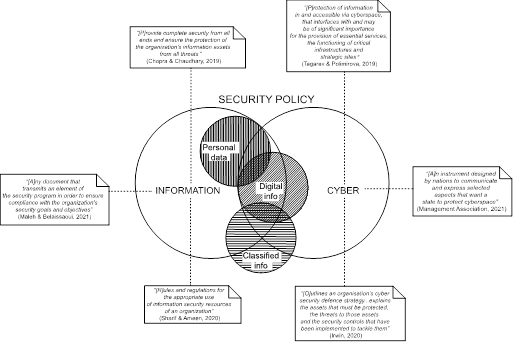 "[P]rovide complete security from all
ends and ensure the protection of
the organization's information assets
from all threats."
(Chopra & Chaudhary, 2019)
"[P]rotection of information
in and accessible via cyberspace,
that interfaces with and may
be of significant importance
for the provision of essential services,
the functioning of critical
infrastructures and
strategic sites."
(Tagarev & Polimirova, 2019)
SECURITY POLICY
Personal
data
"[A]ny document that
transmits an element of
the security program in order to ensure
compliance with the organization's
security goals and objectives"
(Maleh & Belaissaoui, 2021)
INFORMATION
Digital
info
CYBER
"[A]n instrument designed
by nations to communicate
and express selected
aspects that want a
state to protect cyberspace"
(Management Association, 2021)
Classified
info
"[R]ules and regulations for
the appropriate use
of information security resources
of an organization"
(Sharif & Ameen, 2020)
"[O]utlines an organisation's cyber
security defence strategy...explains
the assets that must be protected,
the threats to those assets
and the security controls that have
been implemented to tackle them"
(Irwin, 2020)